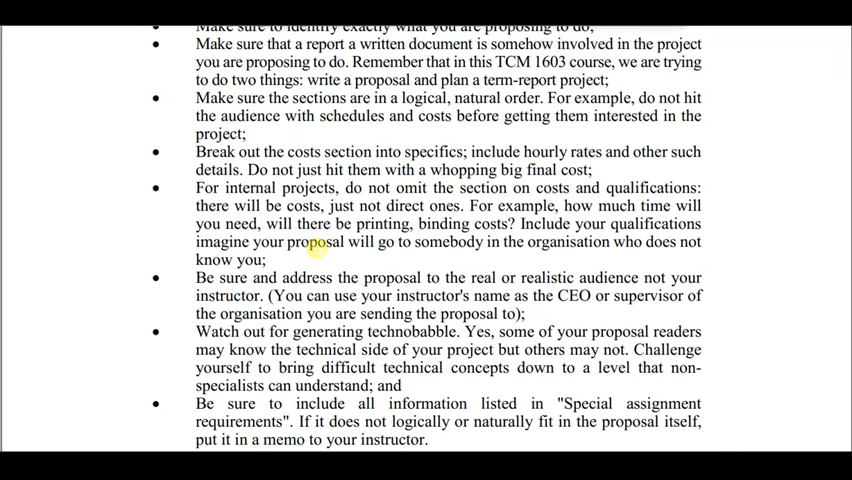 Make sure to identify exactly what you are proposing to do;
• Make sure that a report a written document is somehow involved in the project
you are proposing to do. Remember that in this TCM 1603 course, we are trying
to do two things: write a proposal and plan a term-report project;
• Make sure the sections are in a logical, natural order. For example, do not hit
the audience with schedules and costs before getting them interested in the
project;
• Break out the costs section into specifics; include hourly rates and other such
details. Do not just hit them with a whopping big final cost;
• For internal projects, do not omit the section on costs and qualifications:
there will be costs, just not direct ones. For example, how much time will
you need, will there be printing, binding costs? Include your qualifications
imagine your proposal will go to somebody in the organisation who does not
know you;
• Be sure and address the proposal to the real or realistic audience not your
instructor. (You can use your instructor's name as the CEO or supervisor of
the organisation you are sending the proposal to);
• Watch out for generating technobabble. Yes, some of your proposal readers
may know the technical side of your project but others may not. Challenge
yourself to bring difficult technical concepts down to a level that non-
specialists can understand; and
• Be sure to include all information listed in "Special assignment
requirements". If it does not logically or naturally fit in the proposal itself,
put it in a memo to your instructor.